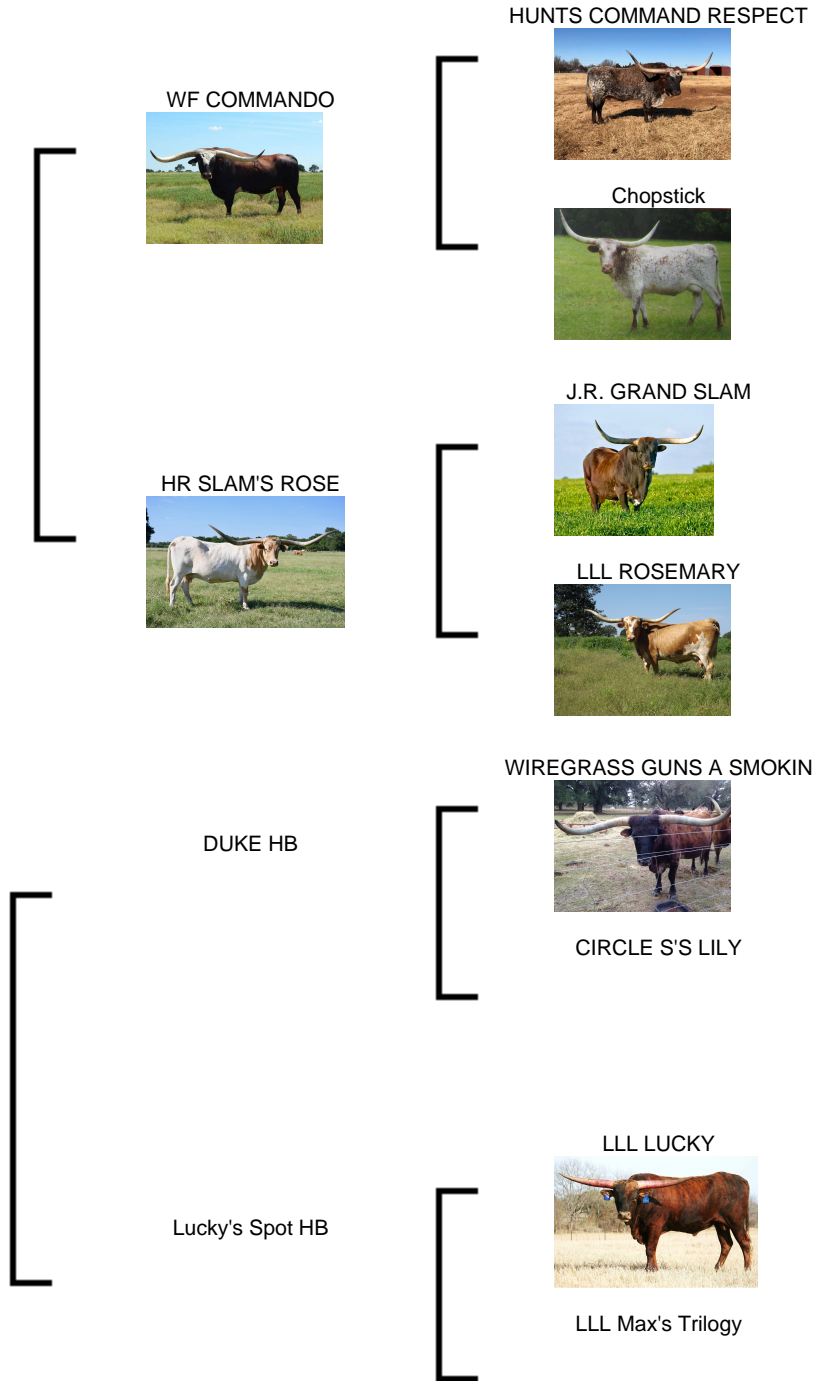 HUNTS COMMAND RESPECT
WF COMMANDO
Chopstick
J.R. GRAND SLAM
HR SLAM'S ROSE
LLL ROSEMARY
WIREGRASS GUNS A SMOKIN
DUKE HB
CIRCLE S'S LILY
LLL LUCKY
Lucky's Spot HB
LLL Max's Trilogy